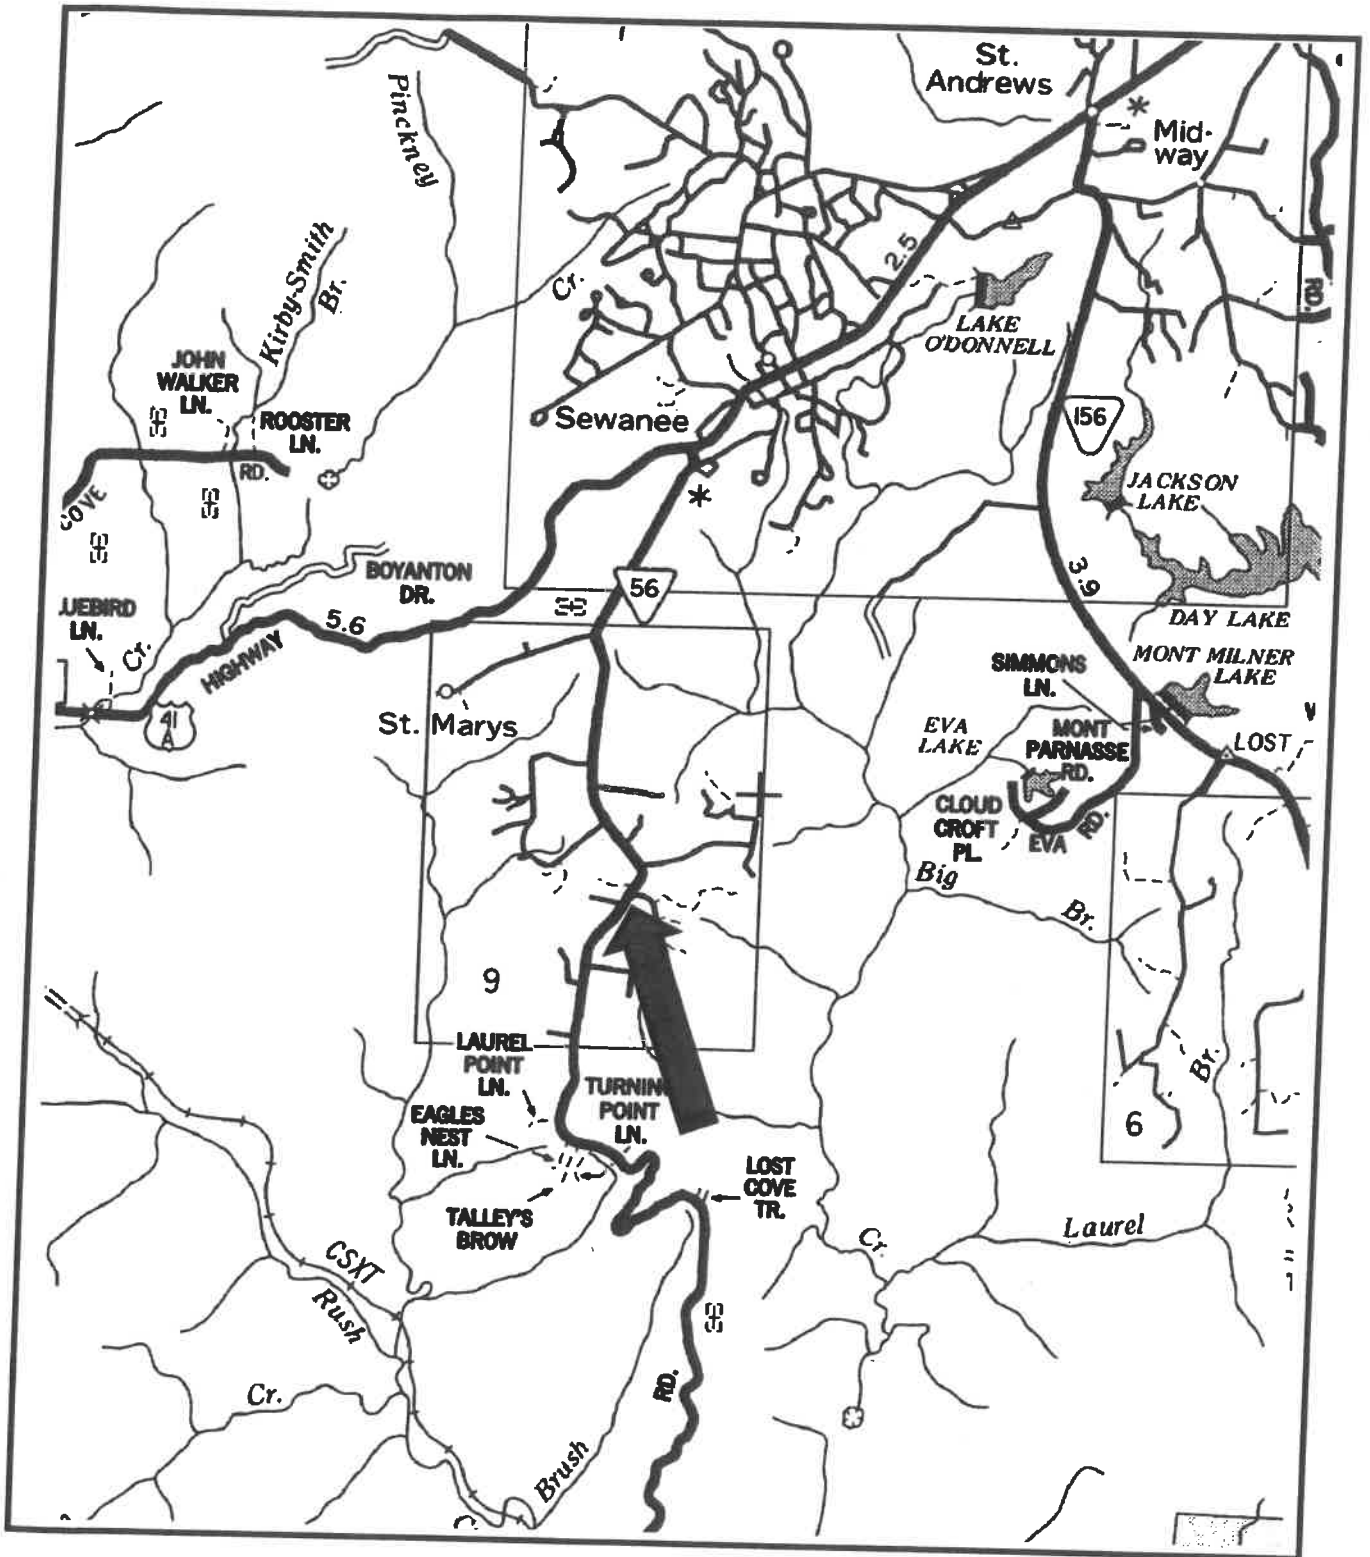 St.
Andrews
Mid-
way
Pinckney
Kirby-Smith
Br.
Cr.
2.5
LAKE
O'DONNELL
RD.
JOHN
WALKER
LN.
ROOSTER
LN.
RD.
COVE
Sewanee
156
JACKSON
LAKE
3.9
DAY LAKE
BOYANTON
DR.
56
UEBIRD
LN.
Cr.
5.6
HIGHWAY
41
A
St. Marys
SIMMONS
LN.
MONT MILNER
LAKE
EVA
LAKE
MONT
PARNASSE
RD.
LOST
CLOUD
CROFT
PL.
EVA
RD.
Big
Br.
9
LAUREL
POINT
LN.
TURNIN
POINT
LN.
EAGLES
NEST
LN.
Br.
6
LOST
COVE
TR.
TALLEY'S
BROW
Cr.
Laurel
CSXT
Rush
Cr.
RD.
Brush